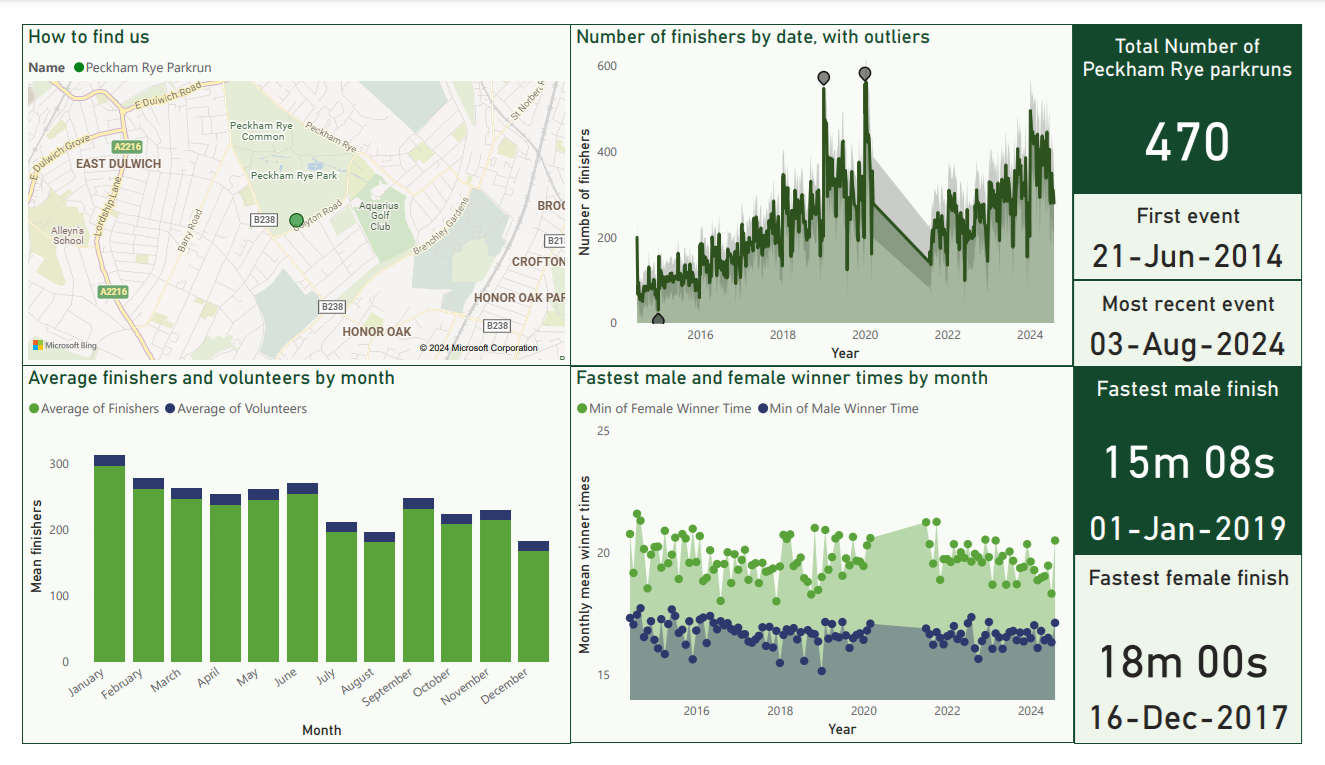 How to find us
Name Peckham Rye Parkrun
E Dulwich Road
St Norber
Peckham Rye
Common
Peckham Rye
A2216
E Dulwich Grove
EAST DULWICH
Peckham Rye Park
Lordship Lane
Aquarius
Golf
Club
B238
Barry Road
Brenchley Gardens
BRO
Alleyn's
School
B21
CROFTON
A2216
HONOR OAK PAR
B238
B238
HONOR OAK
Microsoft Bing
© 2024 Microsoft Corporation
Number of finishers by date, with outliers
600
400
200
0
Number of finishers
2016 2018 2020 2022 2024
Year
Total Number of
Peckham Rye parkruns
470
First event
21-Jun-2014
Most recent event
03-Aug-2024
Average finishers and volunteers by month
Average of Finishers Average of Volunteers
300
200
100
0
Mean finishers
January February March April May June July August September October November December
Month
Fastest male and female winner times by month
Min of Female Winner Time Min of Male Winner Time
25
20
15
Monthly mean winner times
2016 2018 2020 2022 2024
Year
Fastest male finish
15m 08s
01-Jan-2019
Fastest female finish
18m 00s
16-Dec-2017